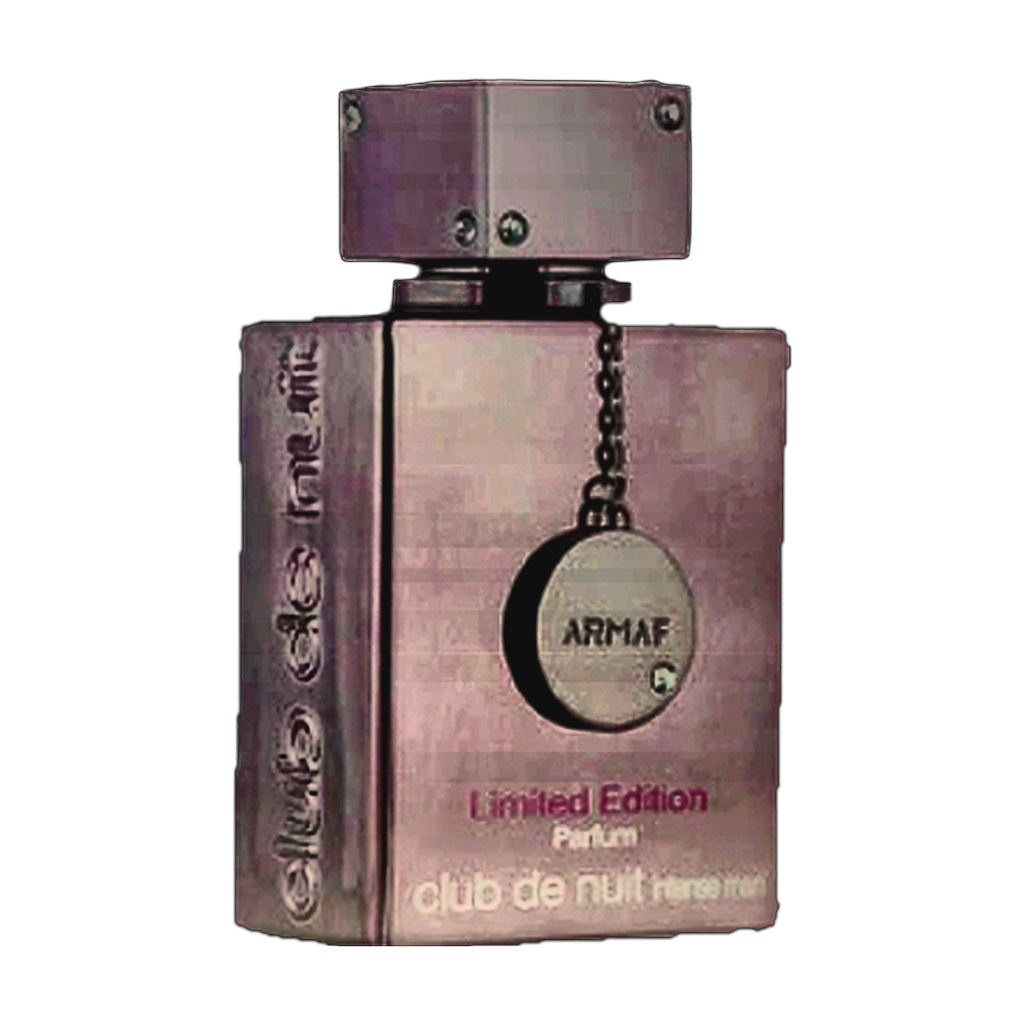 club de nuit
ARMAF
Limited Edition
Parfum
club de nuit intense man